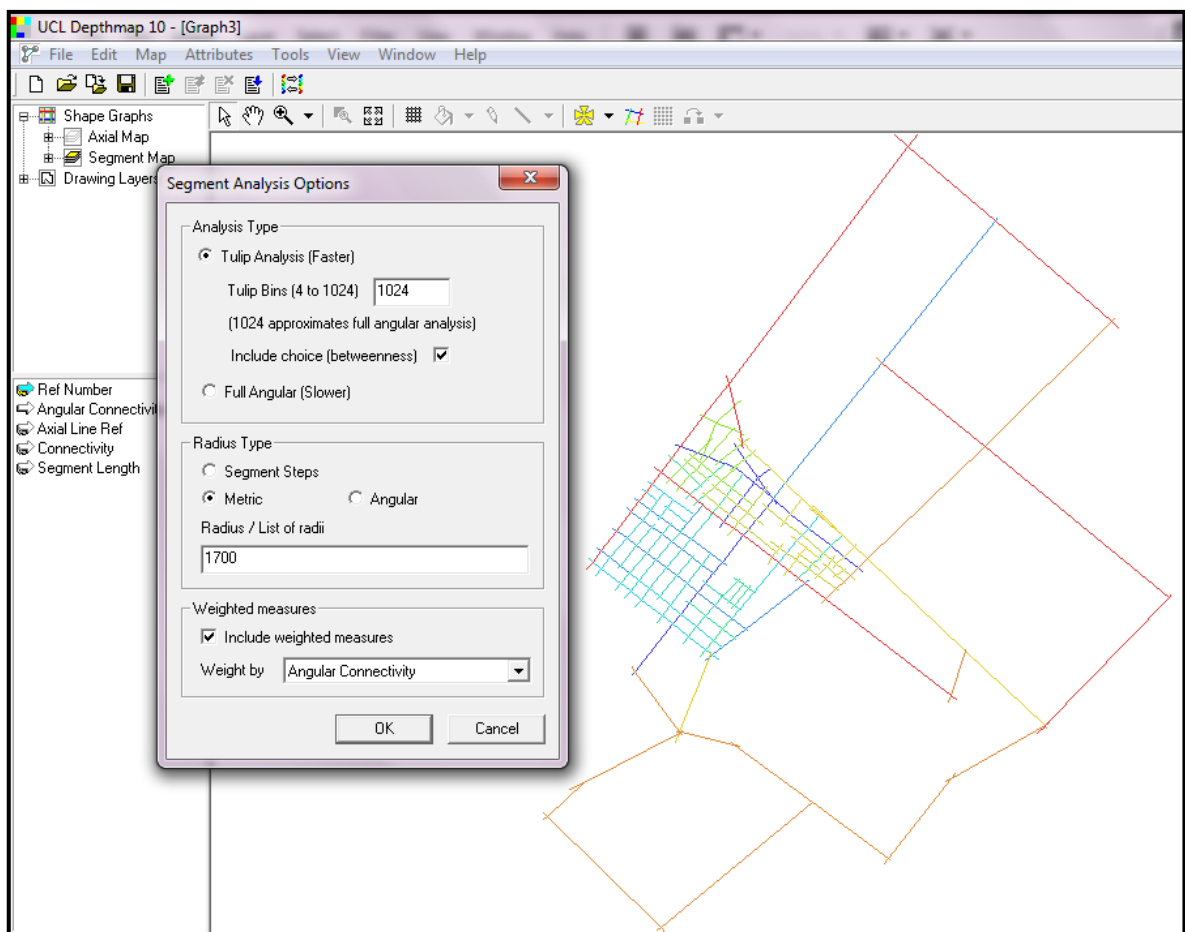 UCL Depthmap 10 - [Graph3]
File Edit Map Attributes Tools View Window Help
Shape Graphs
Axial Map
Segment Map
Drawing Layers
Segment Analysis Options
Analysis Type
Tulip Analysis (Faster)
Tulip Bins (4 to 1024) 1024
(1024 approximates full angular analysis)
Include choice (betweenness)
Full Angular (Slower)
Radius Type
Segment Steps
Metric Angular
Radius / List of radii
1700
Weighted measures
Include weighted measures
Weight by Angular Connectivity
OK Cancel
Ref Number
Angular Connectivit
Axial Line Ref
Connectivity
Segment Length